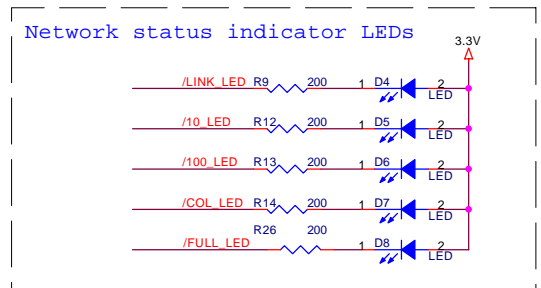 Network status indicator LEDs
3.3V
/LINK_LED R9 200 1 D4 2 LED
/10_LED R12 200 1 D5 2 LED
/100_LED R13 200 1 D6 2 LED
/COL_LED R14 200 1 D7 2 LED
/FULL_LED R26 200 1 D8 2 LED